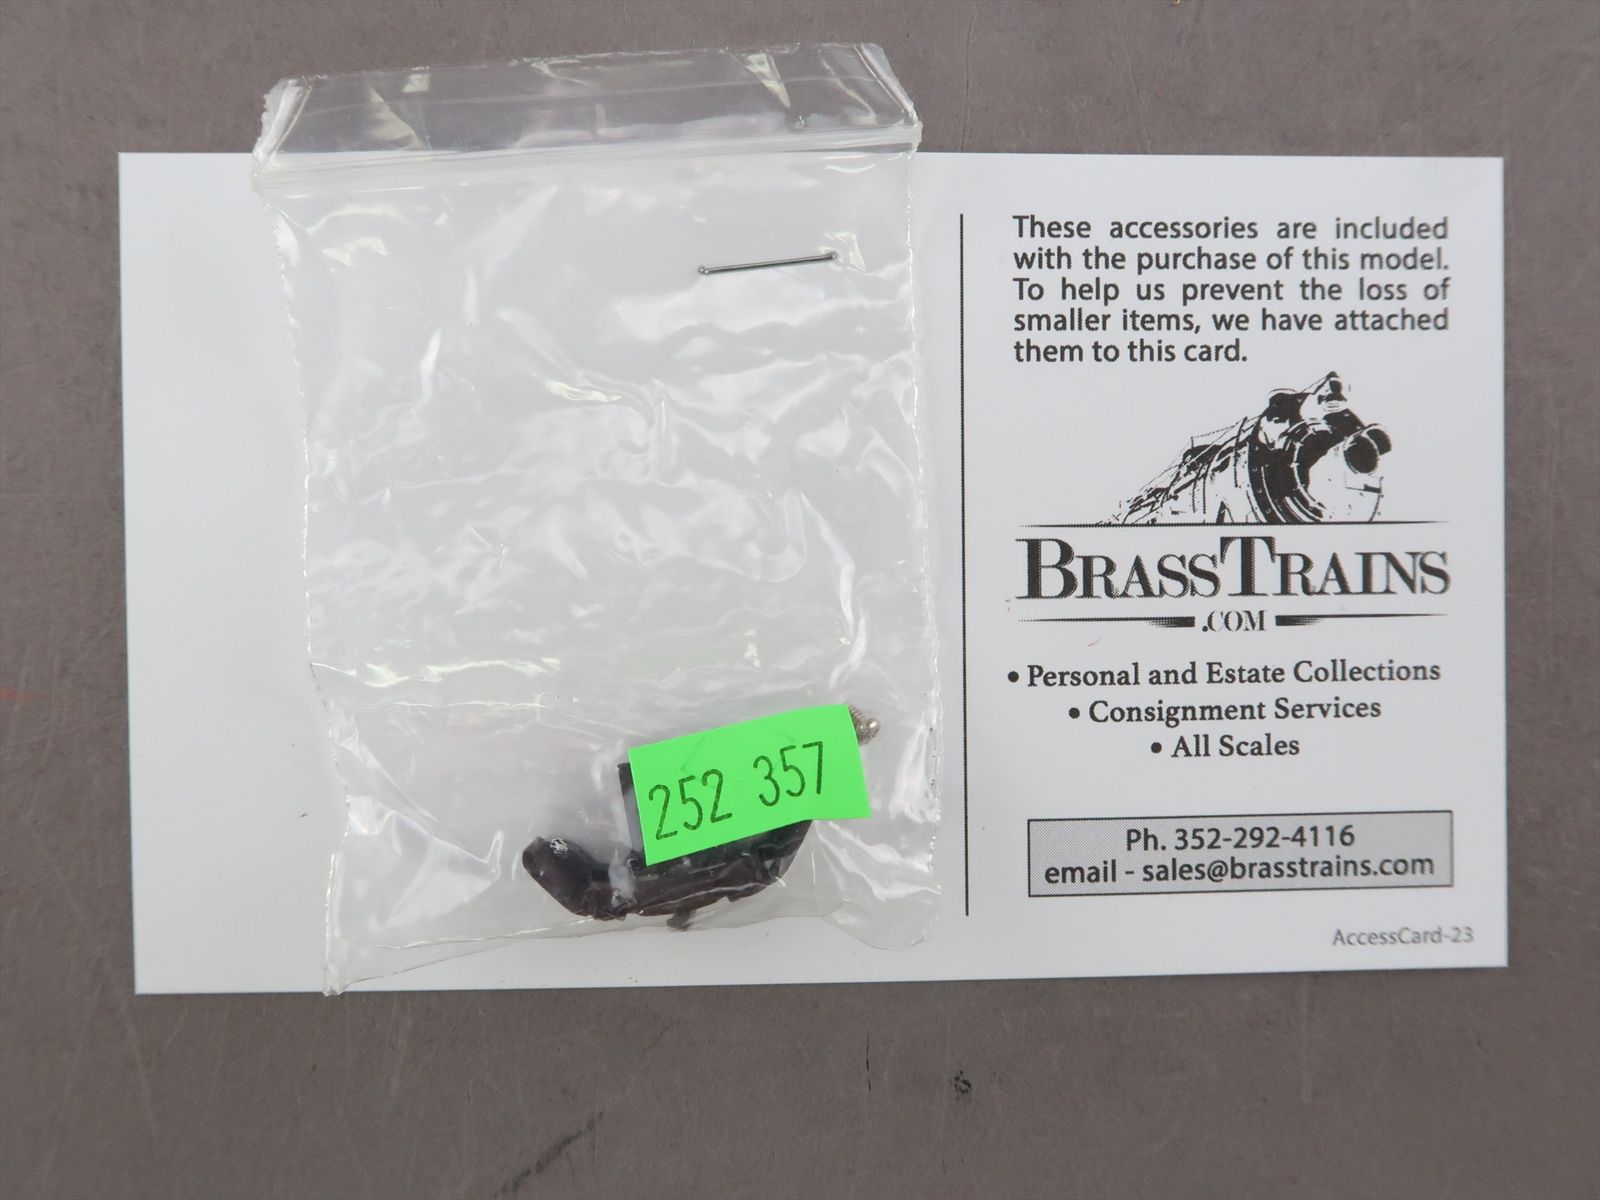 These accessories are included
with the purchase of this model.
To help us prevent the loss of
smaller items, we have attached
them to this card.
BRASSTRAINS
.COM
• Personal and Estate Collections
• Consignment Services
• All Scales
Ph. 352-292-4116
email - sales@brasstrains.com
AccessCard-23
252 357